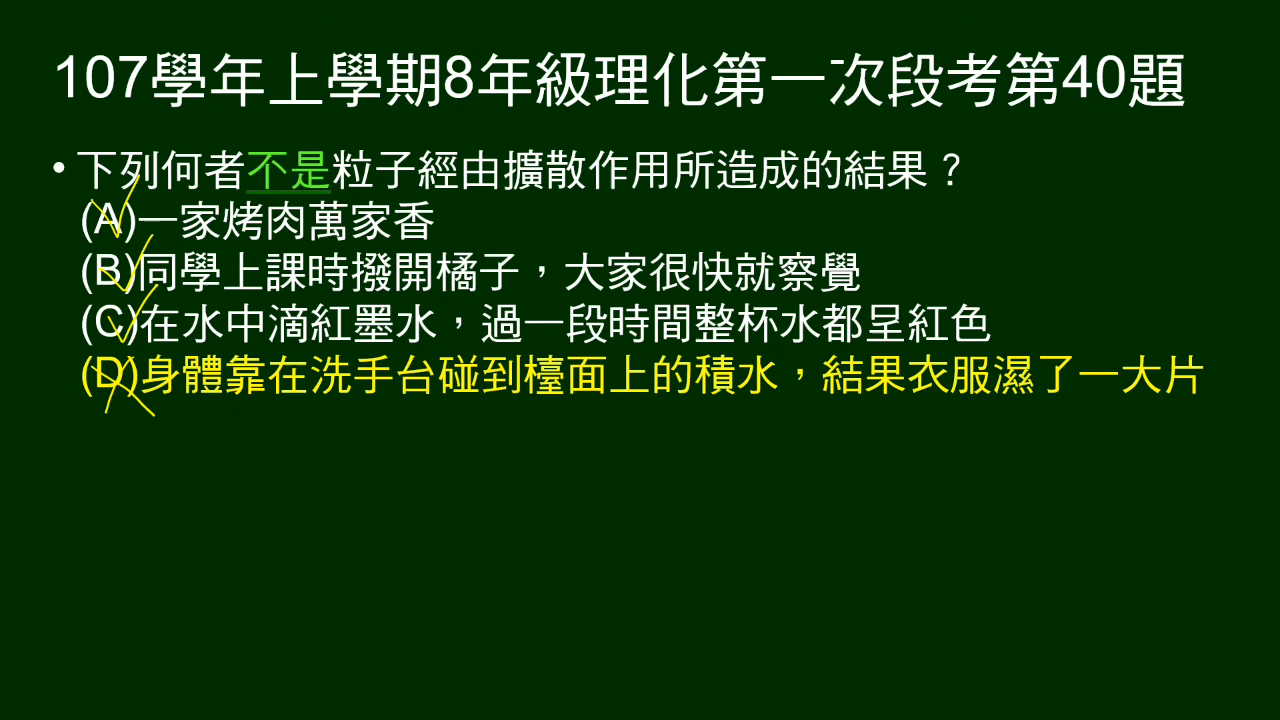 107學年上學期8年級理化第一次段考第40題
• 下列何者不是粒子經由擴散作用所造成的結果？
(A)一家烤肉萬家香
(B)同學上課時撥開橘子，大家很快就察覺
(C)在水中滴紅墨水，過一段時間整杯水都呈紅色
(D)身體靠在洗手台碰到檯面上的積水，結果衣服濕了一大片